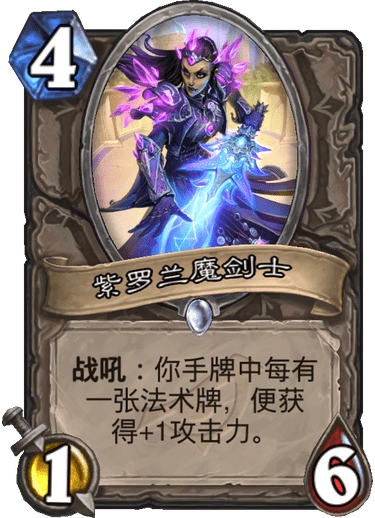 4
紫罗兰魔剑士
战吼：你手牌中每有
一张法术牌，便获
得+1攻击力。
1
6